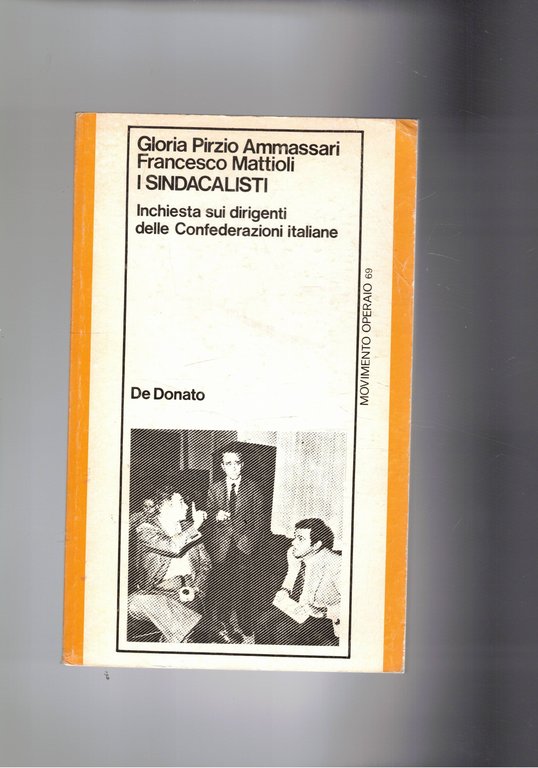 Gloria Pirzio Ammassari
Francesco Mattioli
I SINDACALISTI
Inchiesta sui dirigenti
delle Confederazioni italiane
MOVIMENTO OPERAIO 69
De Donato